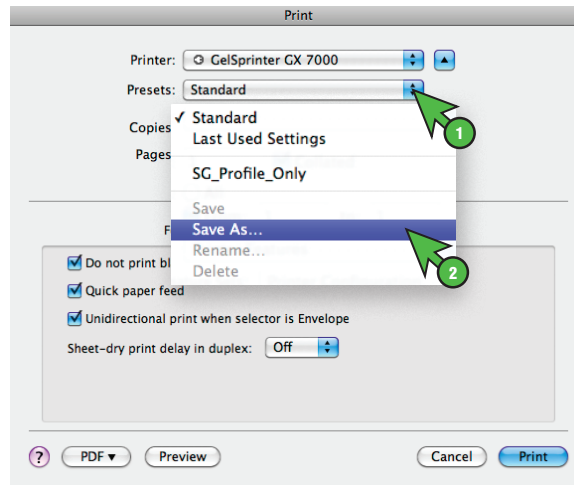 Print
Printer: GelSprinter GX 7000
Presets: Standard
1
Copies
✓ Standard
Last Used Settings
Pages
SG_Profile_Only
Save
Save As...
Rename...
Delete
2
F
Do not print bl
Quick paper feed
Unidirectional print when selector is Envelope
Sheet-dry print delay in duplex: Off
? PDF▼ Preview Cancel Print